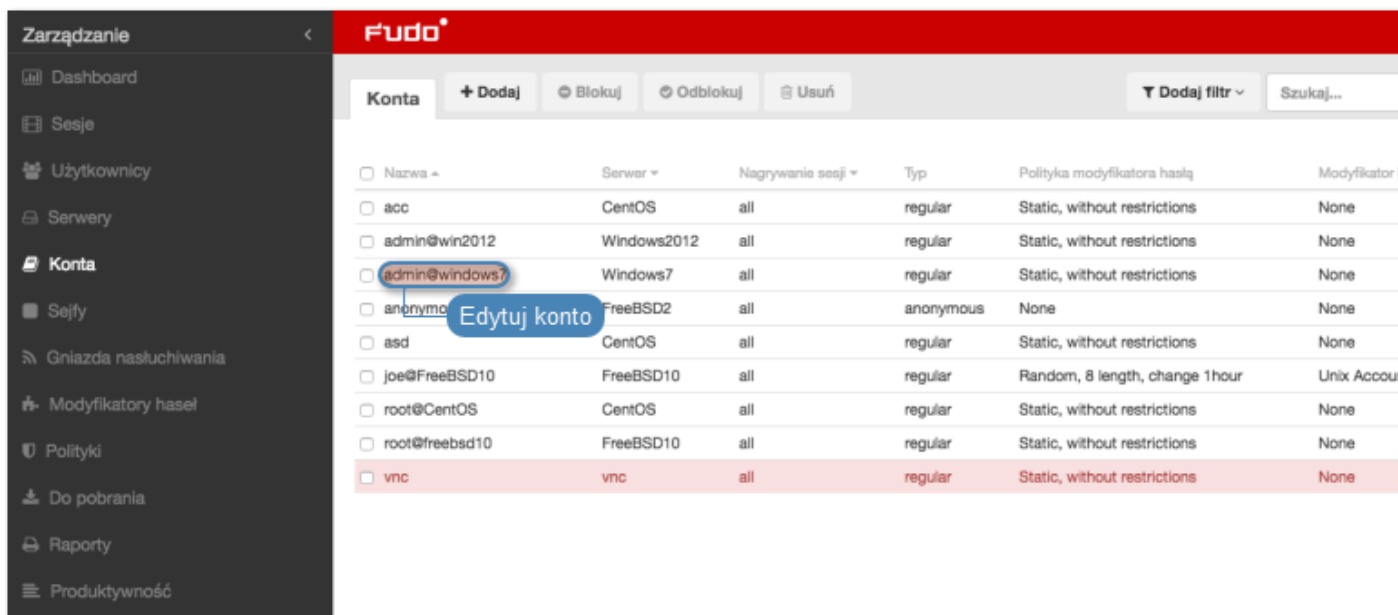 Zarządzanie
Fudo
Dashboard
Sesje
Użytkownicy
Serwery
Konta
Sejfy
Gniazda nasłuchiwania
Modyfikatory haseł
Polityki
Do pobrania
Raporty
Produktywność
Konta + Dodaj Blokuj Odblokuj Usuń Dodaj filtr Szukaj...
Nazwa Serwer Nagrywanie sesji Typ Polityka modyfikatora hasłą Modyfikator
acc CentOS all regular Static, without restrictions None
admin@win2012 Windows2012 all regular Static, without restrictions None
admin@windows7 Windows7 all regular Static, without restrictions None
anonymo FreeBSD2 all anonymous None None
Edytuj konto
asd CentOS all regular Static, without restrictions None
joe@FreeBSD10 FreeBSD10 all regular Random, 8 length, change 1hour Unix Accou
root@CentOS CentOS all regular Static, without restrictions None
root@freebsd10 FreeBSD10 all regular Static, without restrictions None
vnc vnc all regular Static, without restrictions None